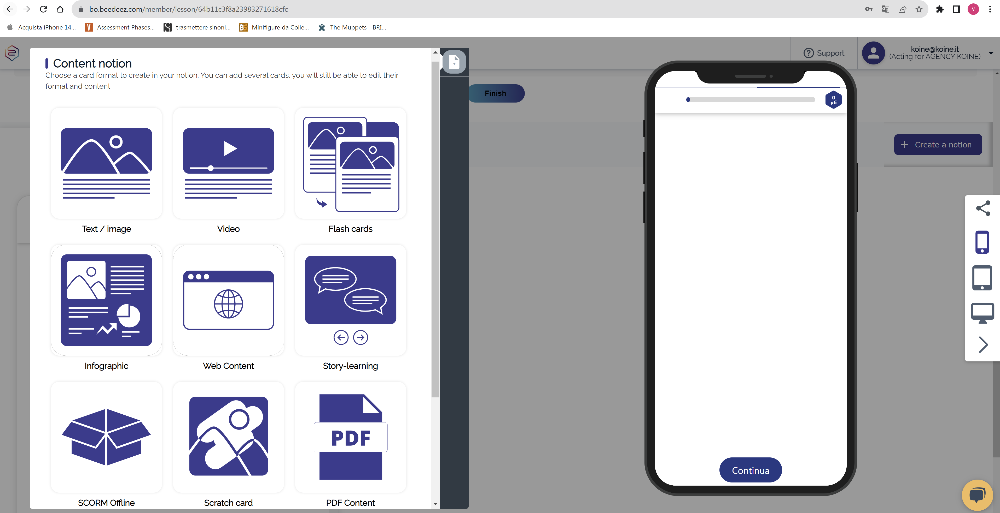 bo.beedeez.com/member/lesson/64b11c3f8a23983271618cfc
V
Acquista iPhone 14...
V
Assessment Phases...
trasmettere sinoni...
Minifigure da Colle...
The Muppets - BRI...
Support
koine@koine.it
(Acting for AGENCY KOINE)
Content notion
Choose a card format to create in your notion. You can add several cards, you will still be able to edit their
format and content
Finish
0
pti
Create a notion
Text / image
Video
Flash cards
Infographic
Web Content
Story-learning
PDF
SCORM Offline
Scratch card
PDF Content
Continua